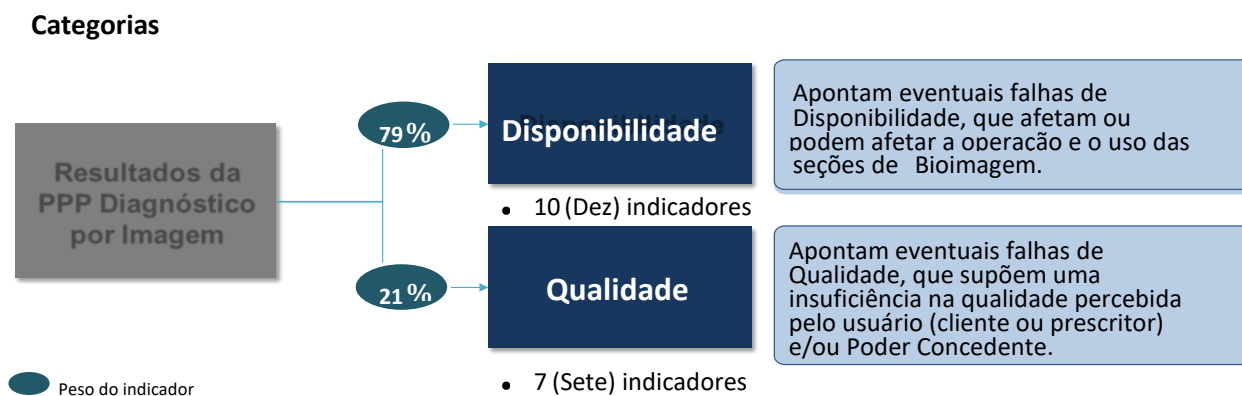 Categorias
Resultados da
PPP Diagnóstico
por Imagem
79%
Disponibilidade
Apontam eventuais falhas de
Disponibilidade, que afetam ou
podem afetar a operação e o uso das
seções de Bioimagem.
• 10 (Dez) indicadores
21%
Qualidade
Apontam eventuais falhas de
Qualidade, que supõem uma
insuficiência na qualidade percebida
pelo usuário (cliente ou prescritor)
e/ou Poder Concedente.
• 7 (Sete) indicadores
Peso do indicador